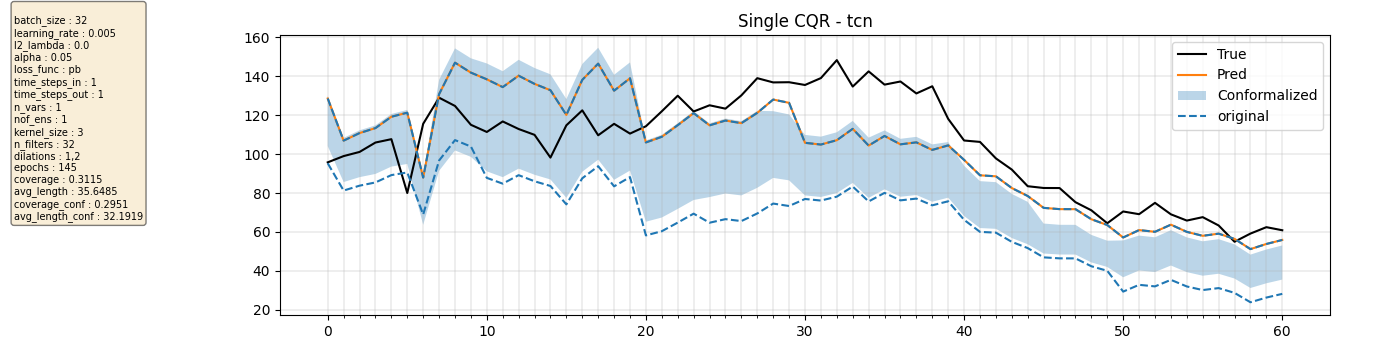 batch_size : 32
learning_rate : 0.005
l2_lambda : 0.0
alpha : 0.05
loss_func : pb
time_steps_in : 1
time_steps_out : 1
n_vars : 1
nof_ens : 1
kernel_size : 3
n_filters : 32
dilations : 1,2
epochs : 145
coverage : 0.3115
avg_length : 35.6485
coverage_conf : 0.2951
avg_length_conf : 32.1919
Single CQR - tcn
160
140
120
100
80
60
40
20
True
Pred
Conformalized
original
0 10 20 30 40 50 60